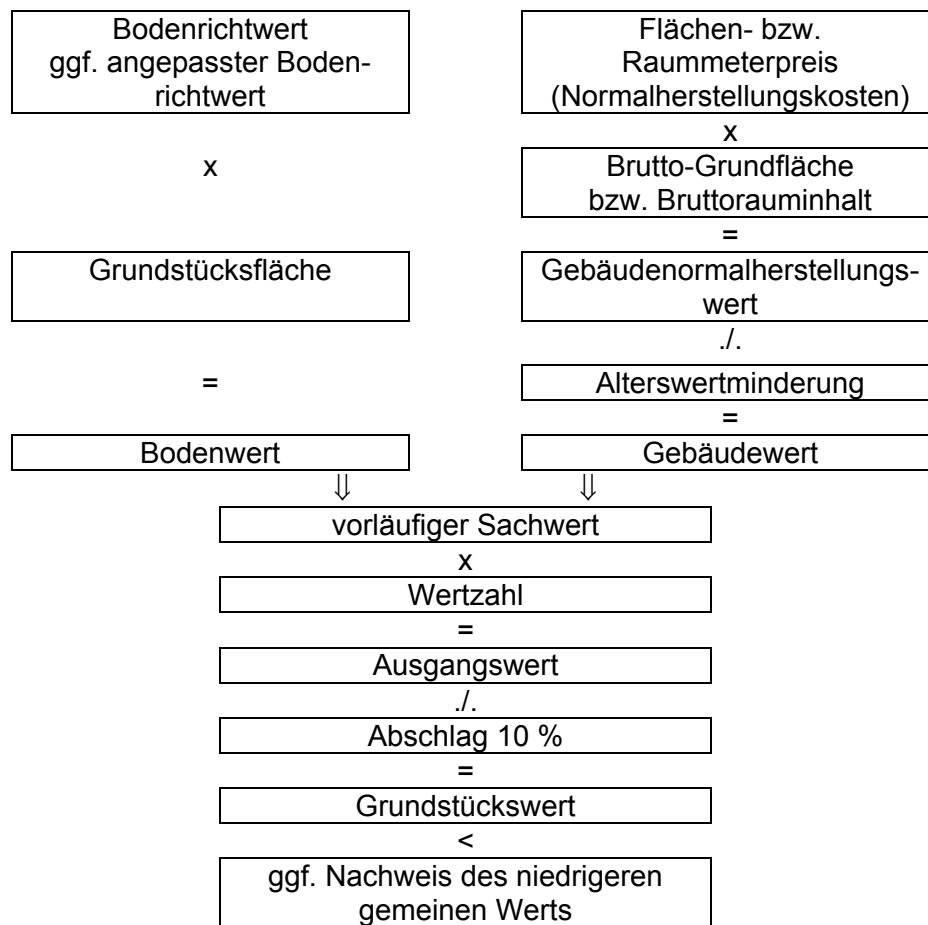 Bodenrichtwert
ggf. angepasster Boden-
richtwert
x
Grundstücksfläche
=
Bodenwert
⇓
Flächen- bzw.
Raummeterpreis
(Normalherstellungskosten)
x
Brutto-Grundfläche
bzw. Bruttorauminhalt
=
Gebäudenormalherstellungs-
wert
./.
Alterswertminderung
=
Gebäudewert
⇓
vorläufiger Sachwert
x
Wertzahl
=
Ausgangswert
./.
Abschlag 10 %
=
Grundstückswert
<
ggf. Nachweis des niedrigeren
gemeinen Werts